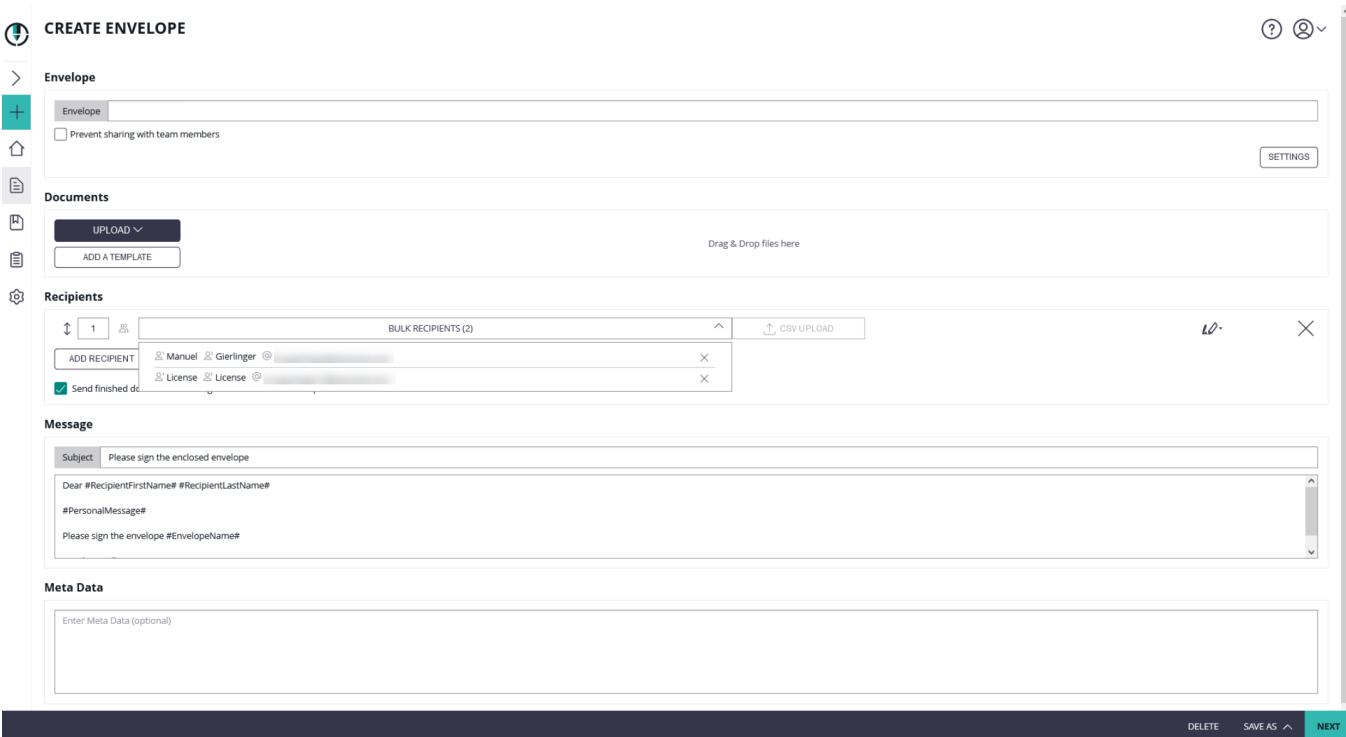 CREATE ENVELOPE
Envelope
Envelope
Prevent sharing with team members
SETTINGS
Documents
UPLOAD
Drag & Drop files here
ADD A TEMPLATE
Recipients
1 BULK RECIPIENTS (2) CSV UPLOAD
ADD RECIPIENT
Manuel Gierlinger @
License License @
Send finished
Message
Subject Please sign the enclosed envelope
Dear #RecipientFirstName# #RecipientLastName#
#PersonalMessage#
Please sign the envelope #EnvelopeName#
Meta Data
Enter Meta Data (optional)
DELETE SAVE AS NEXT